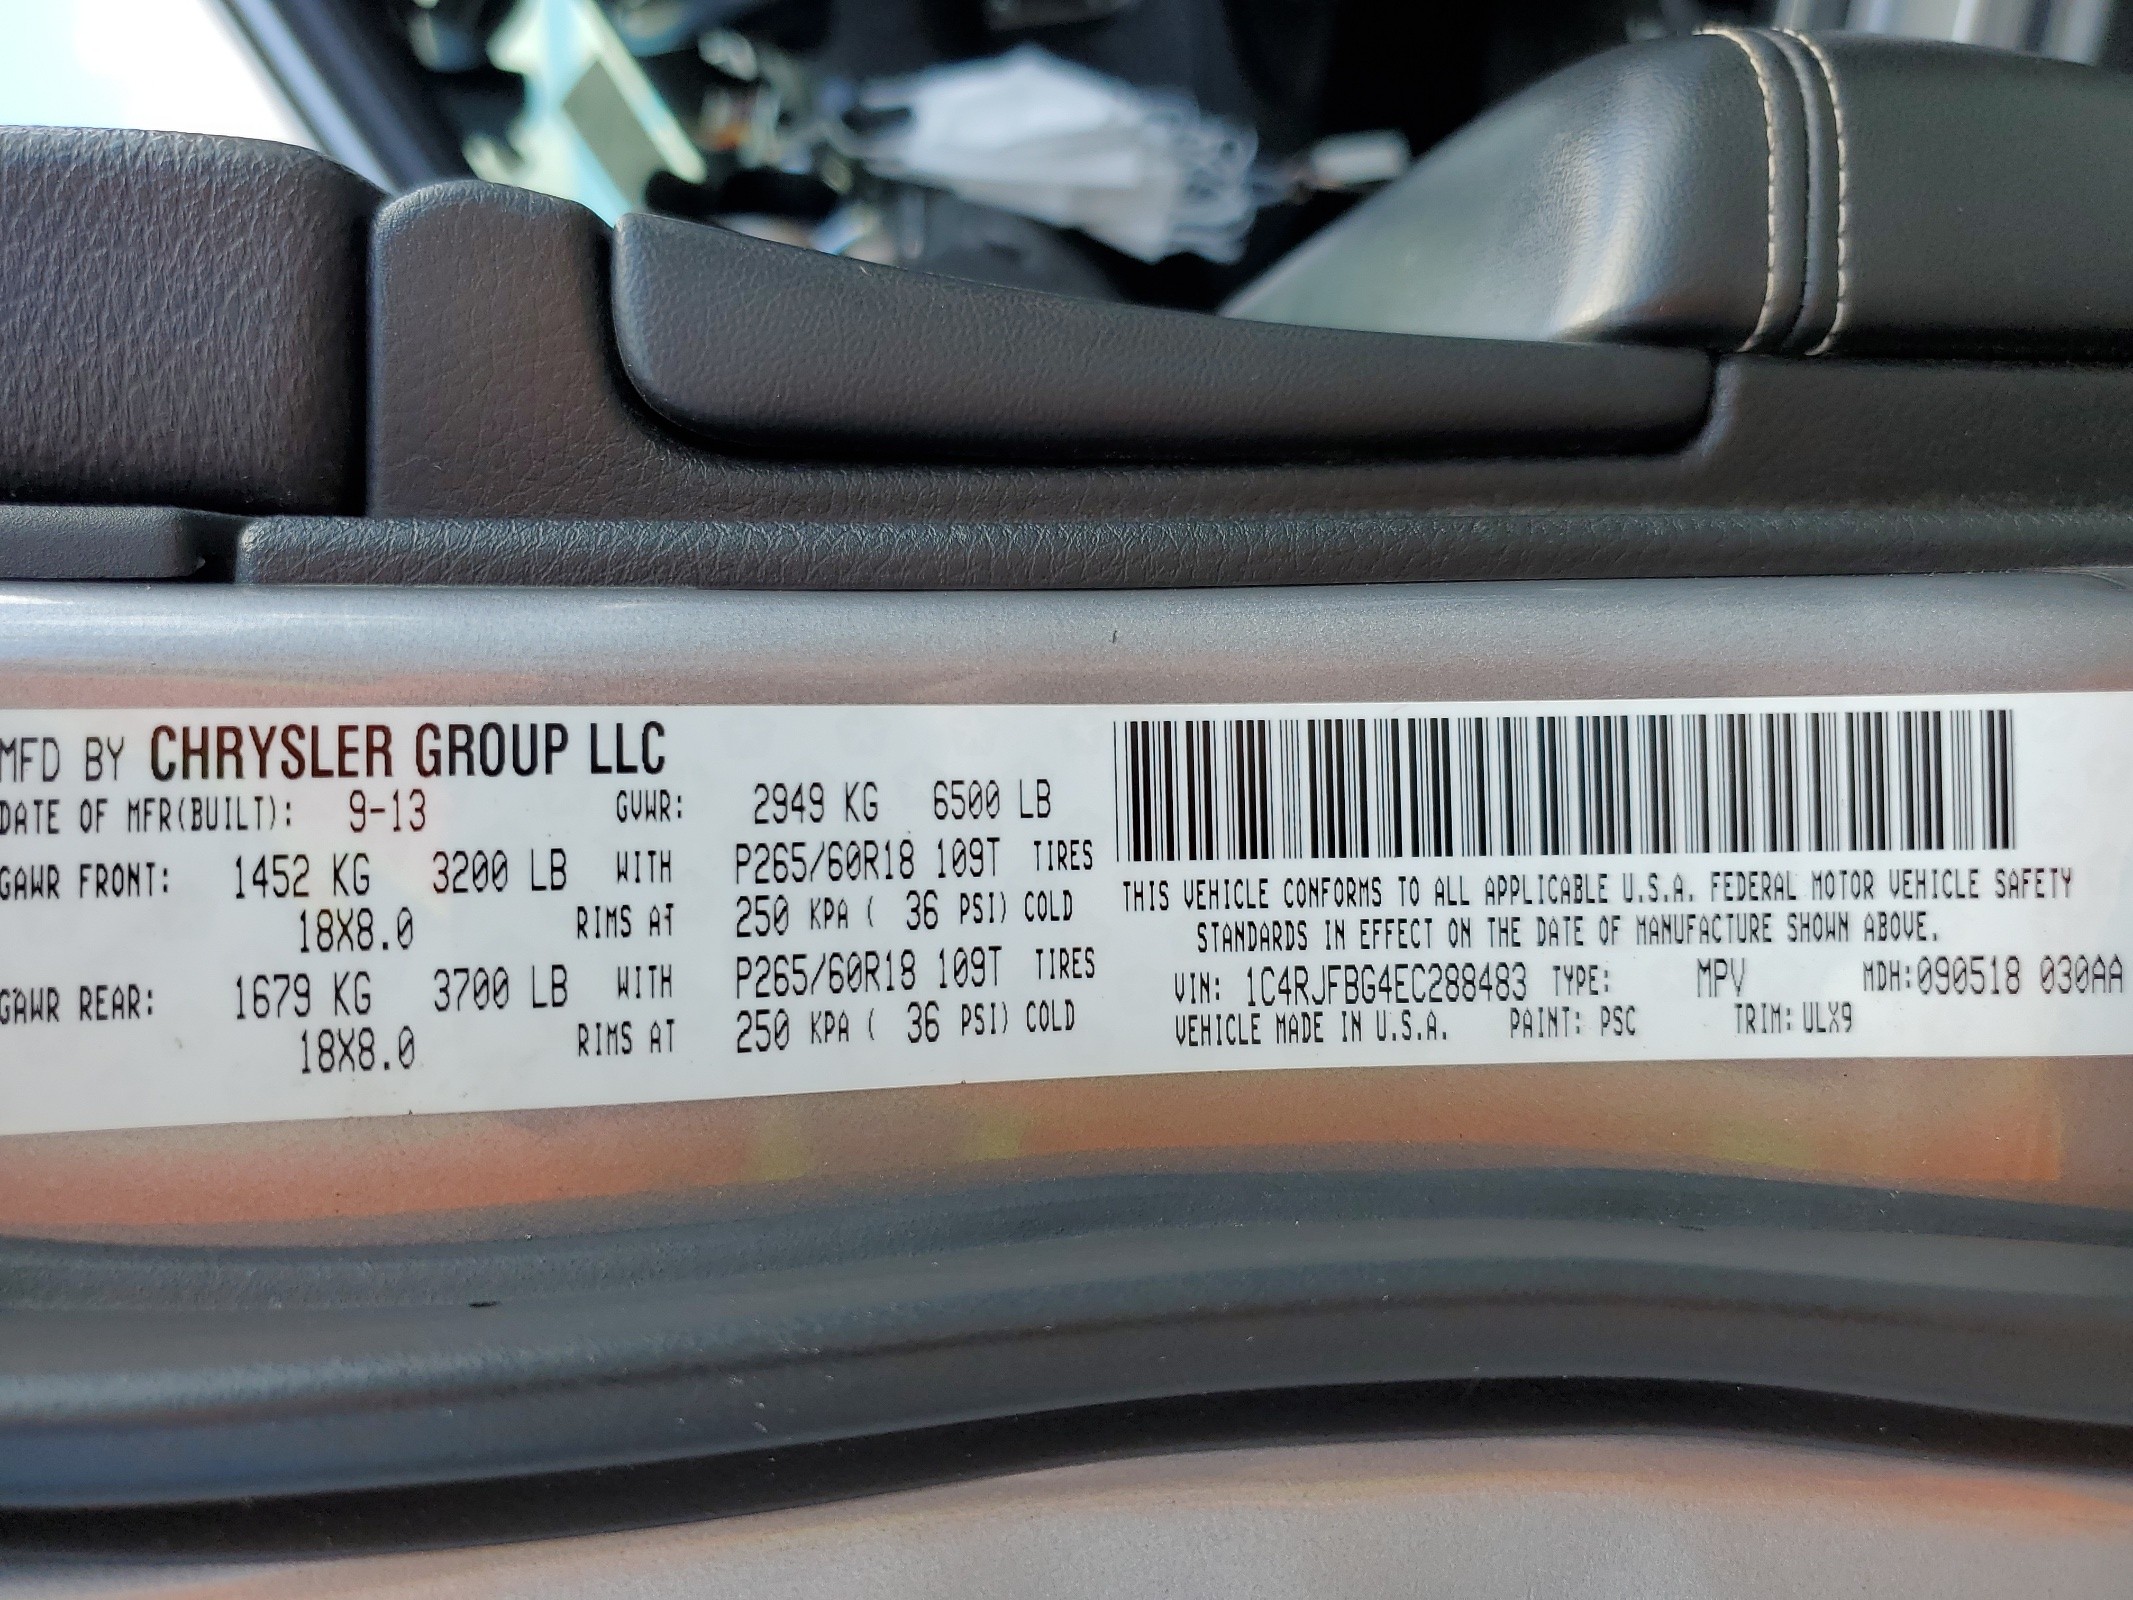 MFD BY CHRYSLER GROUP LLC
DATE OF MFR(BUILT): 9-13 GVWR: 2949 KG 6500 LB
GAWR FRONT: 1452 KG 3200 LB WITH P265/60R18 109T TIRES
18X8.0 RIMS AT 250 KPA ( 36 PSI) COLD
GAWR REAR: 1679 KG 3700 LB WITH P265/60R18 109T TIRES
18X8.0 RIMS AT 250 KPA ( 36 PSI) COLD
THIS VEHICLE CONFORMS TO ALL APPLICABLE U.S.A. FEDERAL MOTOR VEHICLE SAFETY
STANDARDS IN EFFECT ON THE DATE OF MANUFACTURE SHOWN ABOVE.
VIN: 1C4RJFBG4EC288483 TYPE: MPV MDH:090518 030AA
VEHICLE MADE IN U.S.A. PAINT: PSC TRIM: ULX9